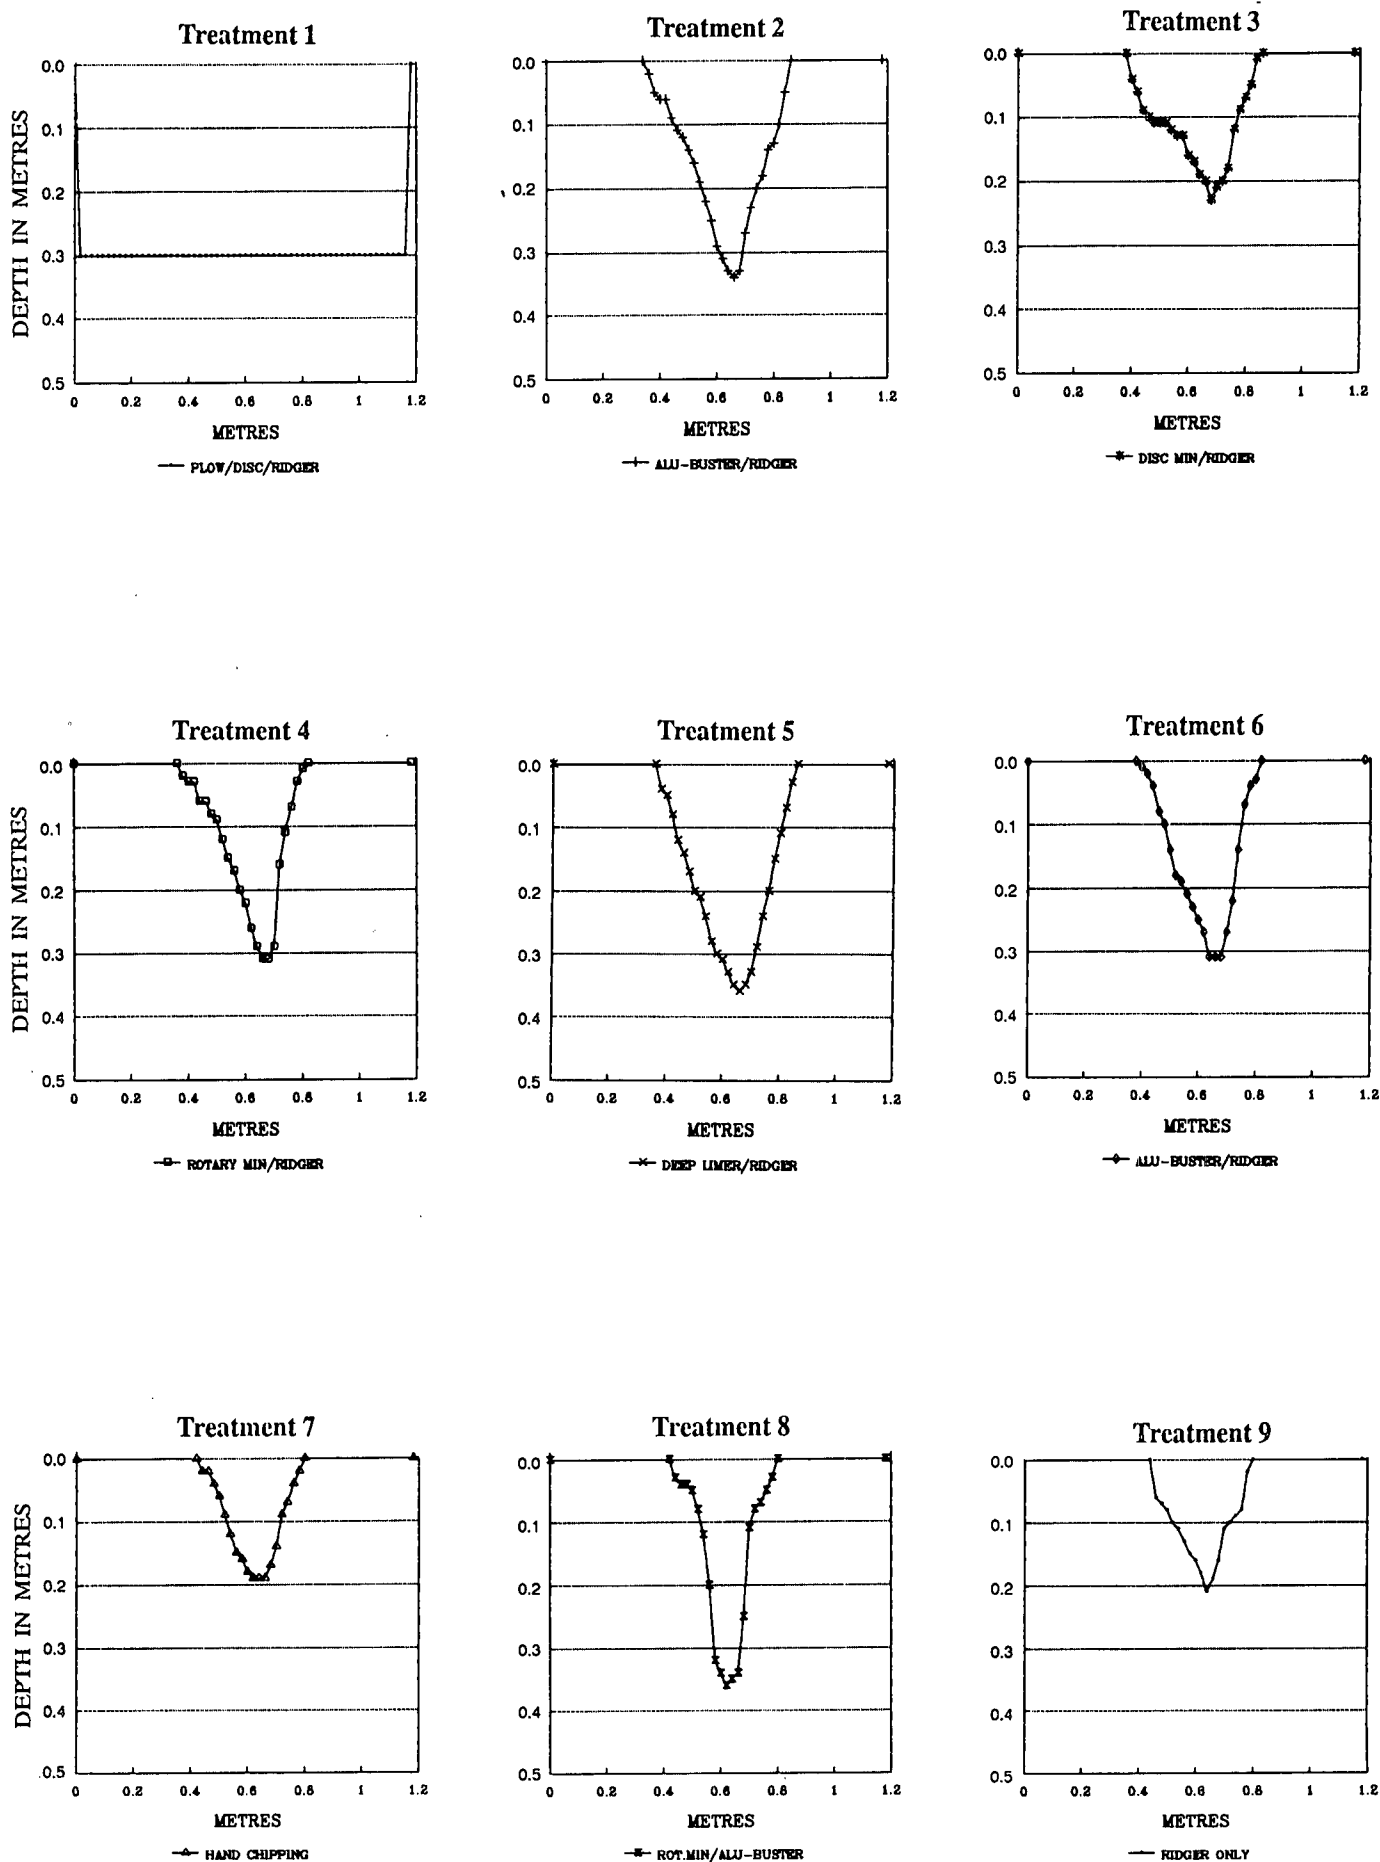 Treatment 1
DEPTH IN METRES
0.0
0.1
0.2
0.3
0.4
0.5
0 0.2 0.4 0.6 0.8 1 1.2
METRES
PLOW/DISC/RIDGER
Treatment 2
0.0
0.1
0.2
0.3
0.4
0.5
0 0.2 0.4 0.6 0.8 1 1.2
METRES
ALU-BUSTER/RIDGER
Treatment 3
0.0
0.1
0.2
0.3
0.4
0.5
0 0.2 0.4 0.6 0.8 1 1.2
METRES
DISC MIN/RIDGER
Treatment 4
DEPTH IN METRES
0.0
0.1
0.2
0.3
0.4
0.5
0 0.2 0.4 0.6 0.8 1 1.2
METRES
ROTARY MIN/RIDGER
Treatment 5
0.0
0.1
0.2
0.3
0.4
0.5
0 0.2 0.4 0.6 0.8 1 1.2
METRES
DEEP LIMER/RIDGER
Treatment 6
0.0
0.1
0.2
0.3
0.4
0.5
0 0.2 0.4 0.6 0.8 1 1.2
METRES
ALU-BUSTER/RIDGER
Treatment 7
DEPTH IN METRES
0.0
0.1
0.2
0.3
0.4
0.5
0 0.2 0.4 0.6 0.8 1 1.2
METRES
HAND CHIPPING
Treatment 8
0.0
0.1
0.2
0.3
0.4
0.5
0 0.2 0.4 0.6 0.8 1 1.2
METRES
ROT.MIN/ALU-BUSTER
Treatment 9
0.0
0.1
0.2
0.3
0.4
0.5
0 0.2 0.4 0.6 0.8 1 1.2
METRES
RIDGER ONLY